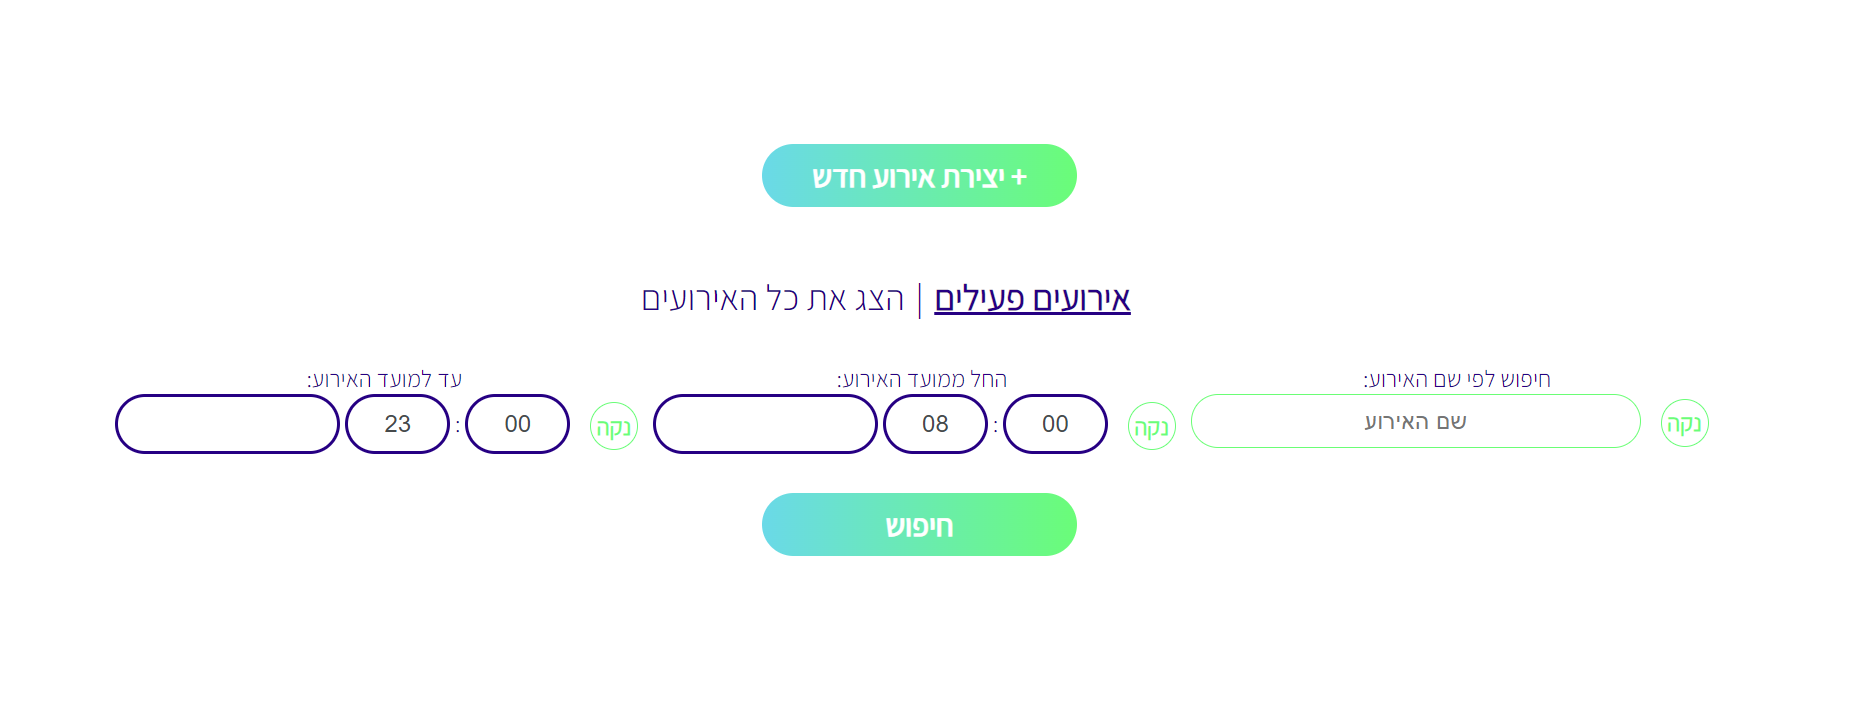 + יצירת אירוע חדש
אירועים פעילים | הצג את כל האירועים
חיפוש לפי שם האירוע:
נקה
שם האירוע
החל ממועד האירוע:
נקה
08 : 00
עד למועד האירוע:
נקה
23 : 00
חיפוש